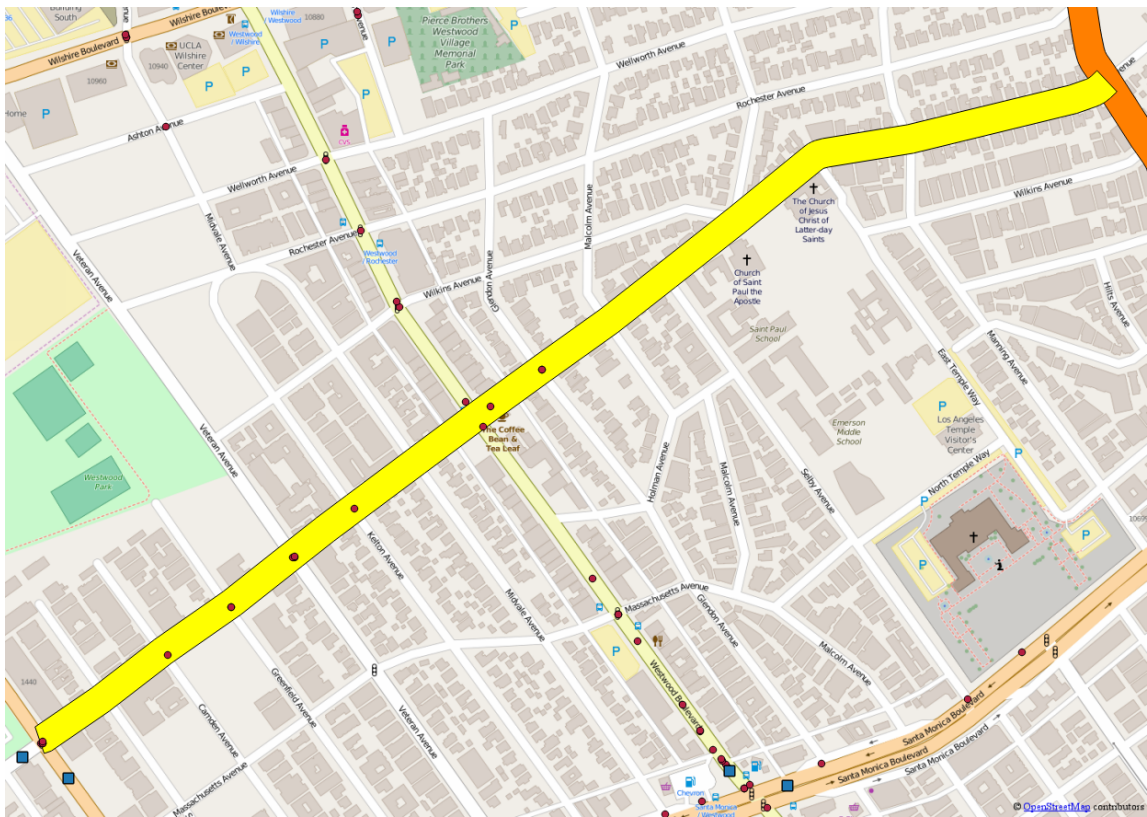 Building
South
Wilshire Boulevard
10880
Wilshire
/ Westwood
Westwood
/ Wilshire
Pierce Brothers
Westwood
Village
Memorial
Park
UCLA
Wilshire
Center
10940
10960
P
P
P
P
P
P
P
Home
Ashton Avenue
CVS
Wellworth Avenue
Rochester Avenue
Wellworth Avenue
Midvale Avenue
Rochester Avenue
Westwood
/ Rochester
Wilkins Avenue
Glendon Avenue
Malcolm Avenue
Wilkins Avenue
The Church
of Jesus
Christ of
Latter-day
Saints
Church
of Saint
Paul the
Apostle
Saint Paul
School
Veteran Avenue
Hilts Avenue
Manning Avenue
East Temple Way
P
Los Angeles
Temple
Visitor's
Center
Emerson
Middle
School
The Coffee
Bean &
Tea Leaf
Veteran Avenue
Westwood
Park
Holman Avenue
Malcolm Avenue
Selby Avenue
North Temple Way
P
P
P
P
Kelton Avenue
Midvale Avenue
Massachusetts Avenue
Glendon Avenue
Malcolm Avenue
P
1440
Camden Avenue
Greenfield Avenue
Veteran Avenue
Westwood Boulevard
Massachusetts Avenue
Santa Monica Boulevard
Santa Monica Boulevard
Santa Monica Boulevard
Chevron
Santa Monica
/ Westwood
© OpenStreetMap contributors